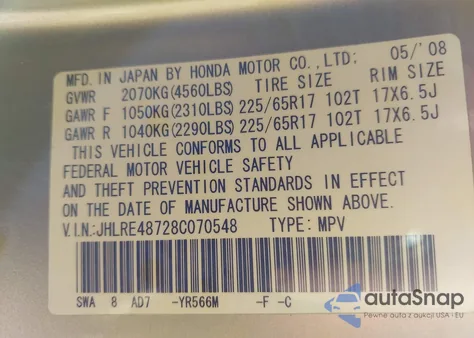 MFD. IN JAPAN BY HONDA MOTOR CO., LTD; 05/'08
GVWR 2070KG(4560LBS) TIRE SIZE RIM SIZE
GAWR F 1050KG(2310LBS) 225/65R17 102T 17X6.5J
GAWR R 1040KG(2290LBS) 225/65R17 102T 17X6.5J
THIS VEHICLE CONFORMS TO ALL APPLICABLE
FEDERAL MOTOR VEHICLE SAFETY
AND THEFT PREVENTION STANDARDS IN EFFECT
ON THE DATE OF MANUFACTURE SHOWN ABOVE.
V.I.N:JHLRE48728C070548 TYPE: MPV
SWA 8 AD7 -YR566M -F -C
autaSnap
Pewne auta z aukcji USA i EU